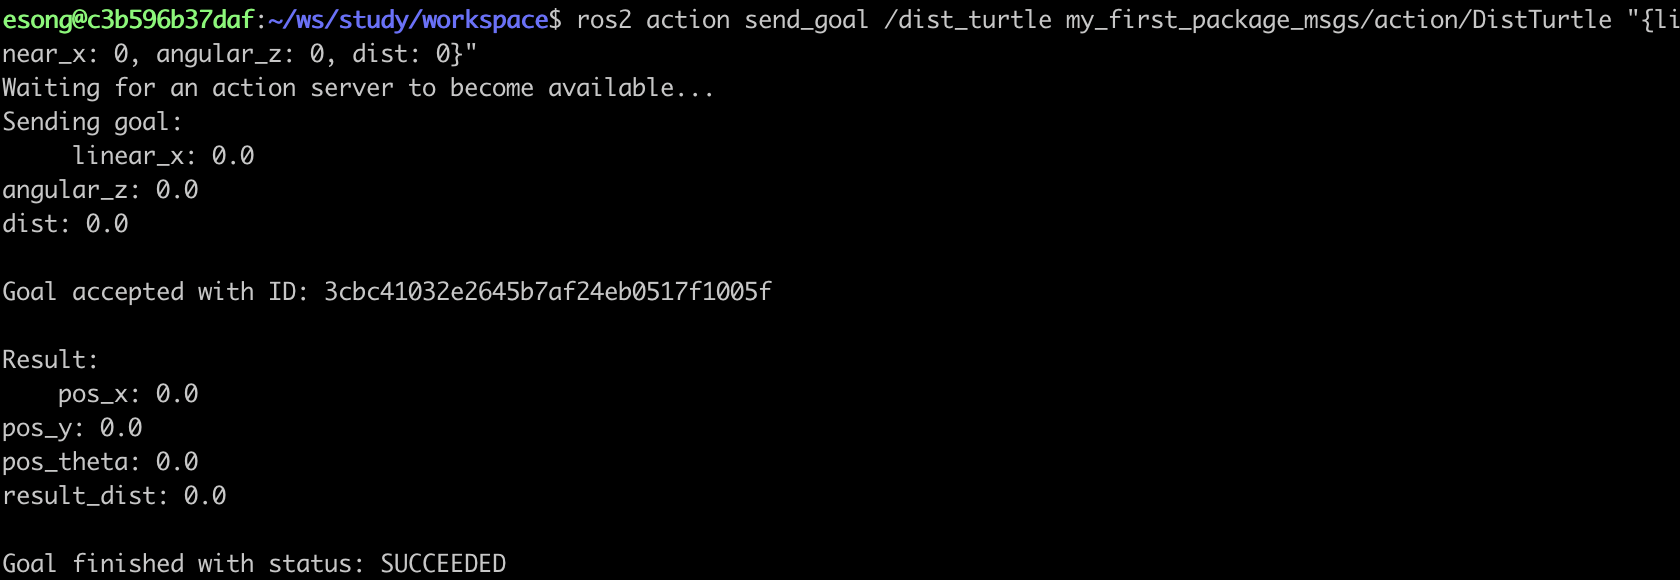 esong@c3b596b37daf:~/ws/study/workspace$ ros2 action send_goal /dist_turtle my_first_package_msgs/action/DistTurtle "{li
near_x: 0, angular_z: 0, dist: 0}"
Waiting for an action server to become available...
Sending goal:
     linear_x: 0.0
angular_z: 0.0
dist: 0.0

Goal accepted with ID: 3cbc41032e2645b7af24eb0517f1005f

Result:
    pos_x: 0.0
pos_y: 0.0
pos_theta: 0.0
result_dist: 0.0

Goal finished with status: SUCCEEDED